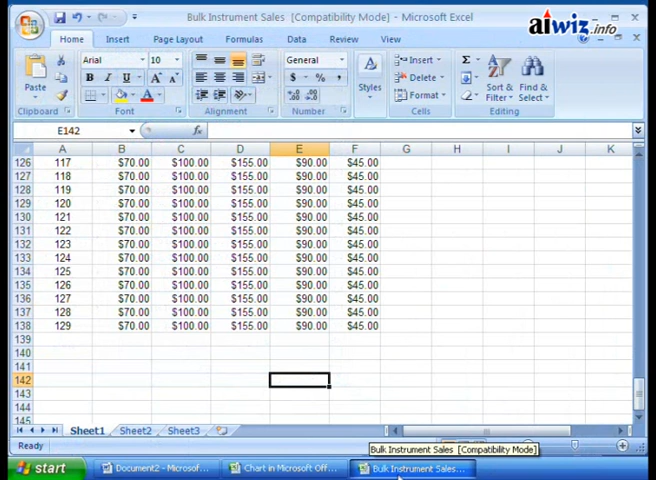 Bulk Instrument Sales [Compatibility Mode] - Microsoft Excel
aiwiz.info
Home Insert Page Layout Formulas Data Review View
Paste
Arial 10
B I U A A
General
$ % ,
Styles
Insert
Delete
Format
Σ
Sort & Filter
Find & Select
Clipboard Font Alignment Number Cells Editing
E142 fx
A B C D E F G H I J K
126 117 $70.00 $100.00 $155.00 $90.00 $45.00
127 118 $70.00 $100.00 $155.00 $90.00 $45.00
128 119 $70.00 $100.00 $155.00 $90.00 $45.00
129 120 $70.00 $100.00 $155.00 $90.00 $45.00
130 121 $70.00 $100.00 $155.00 $90.00 $45.00
131 122 $70.00 $100.00 $155.00 $90.00 $45.00
132 123 $70.00 $100.00 $155.00 $90.00 $45.00
133 124 $70.00 $100.00 $155.00 $90.00 $45.00
134 125 $70.00 $100.00 $155.00 $90.00 $45.00
135 126 $70.00 $100.00 $155.00 $90.00 $45.00
136 127 $70.00 $100.00 $155.00 $90.00 $45.00
137 128 $70.00 $100.00 $155.00 $90.00 $45.00
138 129 $70.00 $100.00 $155.00 $90.00 $45.00
139
140
141
142
143
144
145
Sheet1 Sheet2 Sheet3
Ready
Bulk Instrument Sales [Compatibility Mode]
start Document2 - Microsof... Chart in Microsoft Off... Bulk Instrument Sales...